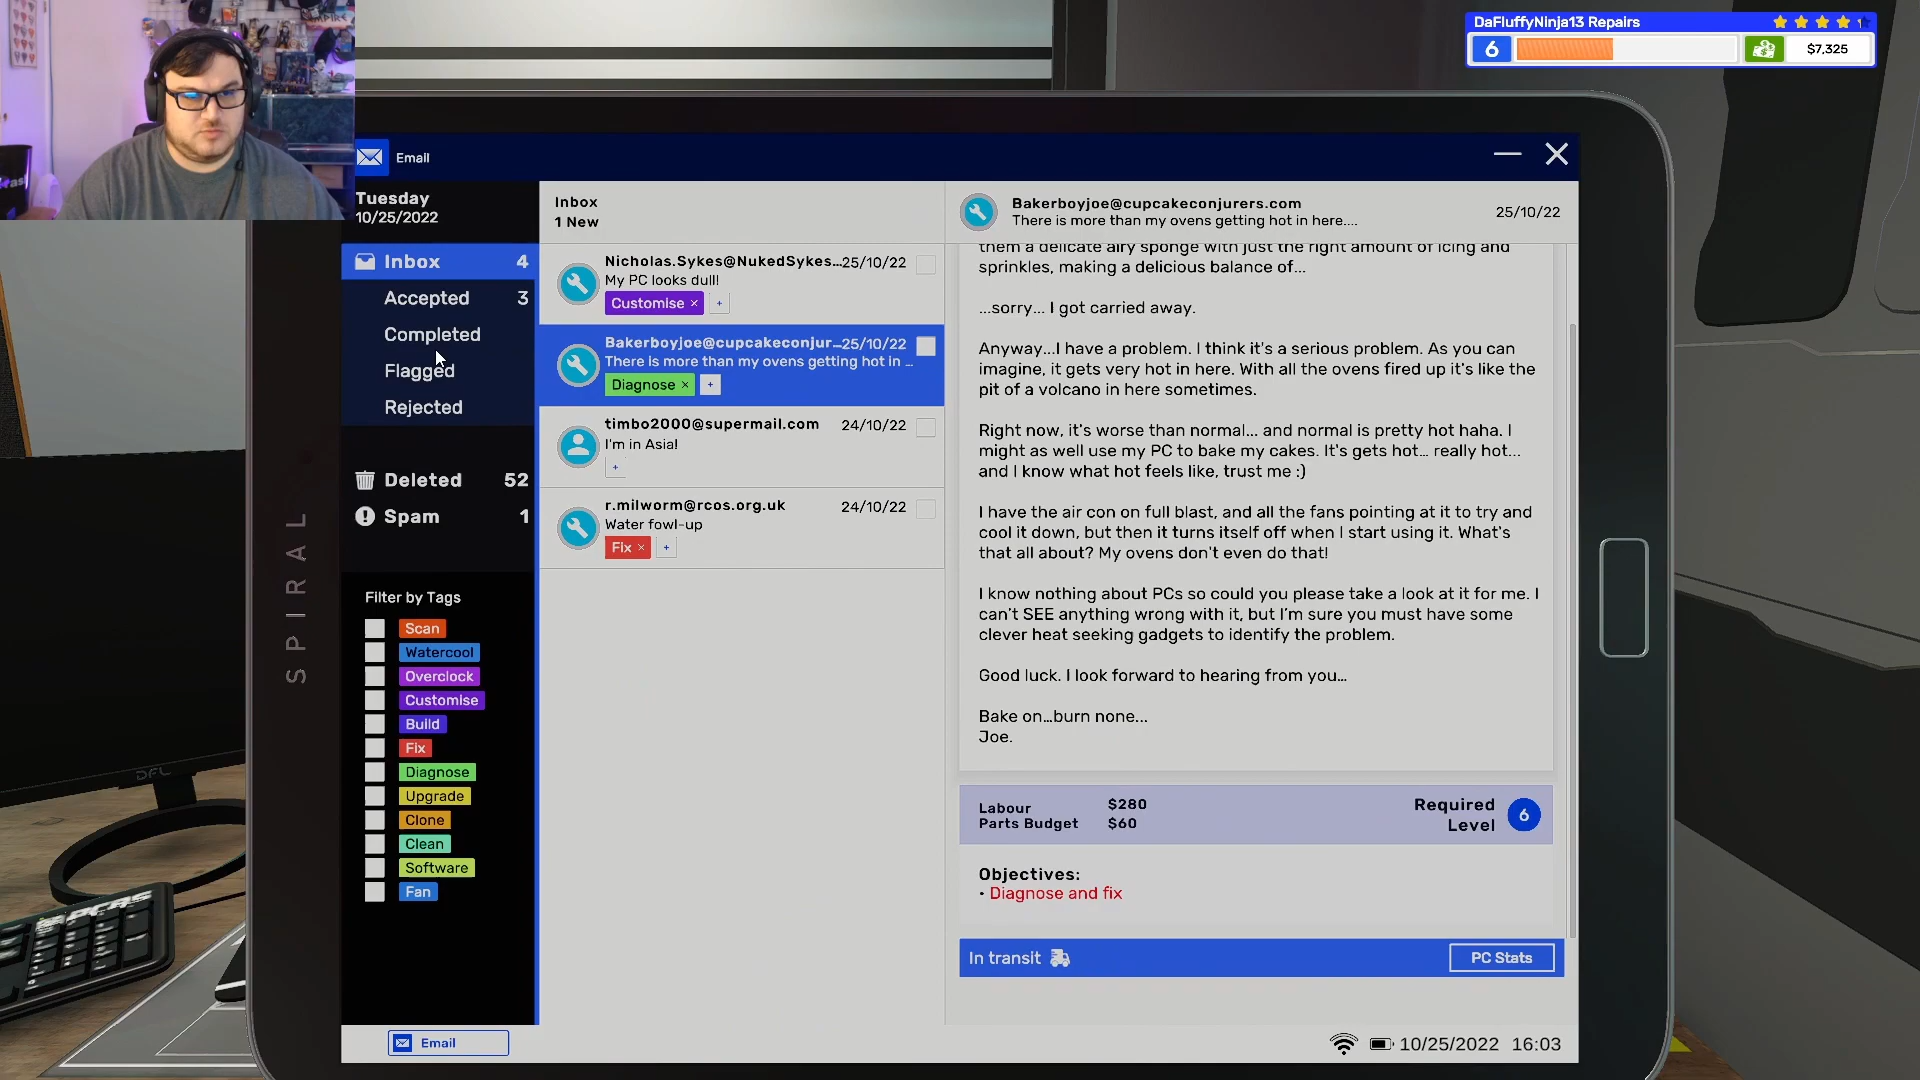 DaFluffyNinja13 Repairs
6
$7,325
Email
Tuesday
10/25/2022
Inbox 4
Accepted 3
Completed
Flagged
Rejected
Deleted 52
Spam 1
Filter by Tags
Scan
Watercool
Overclock
Customise
Build
Fix
Diagnose
Upgrade
Clone
Clean
Software
Fan
Inbox
1 New
Nicholas.Sykes@NukedSykes...25/10/22
My PC looks dull!
Customise × +
Bakerboyjoe@cupcakeconjur...25/10/22
There is more than my ovens getting hot in ...
Diagnose × +
timbo2000@supermail.com 24/10/22
I'm in Asia!
+
r.milworm@rcos.org.uk 24/10/22
Water fowl-up
Fix × +
Bakerboyjoe@cupcakeconjurers.com
There is more than my ovens getting hot in here....
25/10/22
them a delicate airy sponge with just the right amount of icing and
sprinkles, making a delicious balance of...
...sorry... I got carried away.
Anyway...I have a problem. I think it's a serious problem. As you can
imagine, it gets very hot in here. With all the ovens fired up it's like the
pit of a volcano in here sometimes.
Right now, it's worse than normal... and normal is pretty hot haha. I
might as well use my PC to bake my cakes. It's gets hot... really hot...
and I know what hot feels like, trust me :)
I have the air con on full blast, and all the fans pointing at it to try and
cool it down, but then it turns itself off when I start using it. What's
that all about? My ovens don't even do that!
I know nothing about PCs so could you please take a look at it for me. I
can't SEE anything wrong with it, but I'm sure you must have some
clever heat seeking gadgets to identify the problem.
Good luck. I look forward to hearing from you...
Bake on...burn none...
Joe.
Labour $280
Parts Budget $60
Required
Level 6
Objectives:
• Diagnose and fix
In transit
PC Stats
Email
10/25/2022 16:03
SPIRAL
DFL